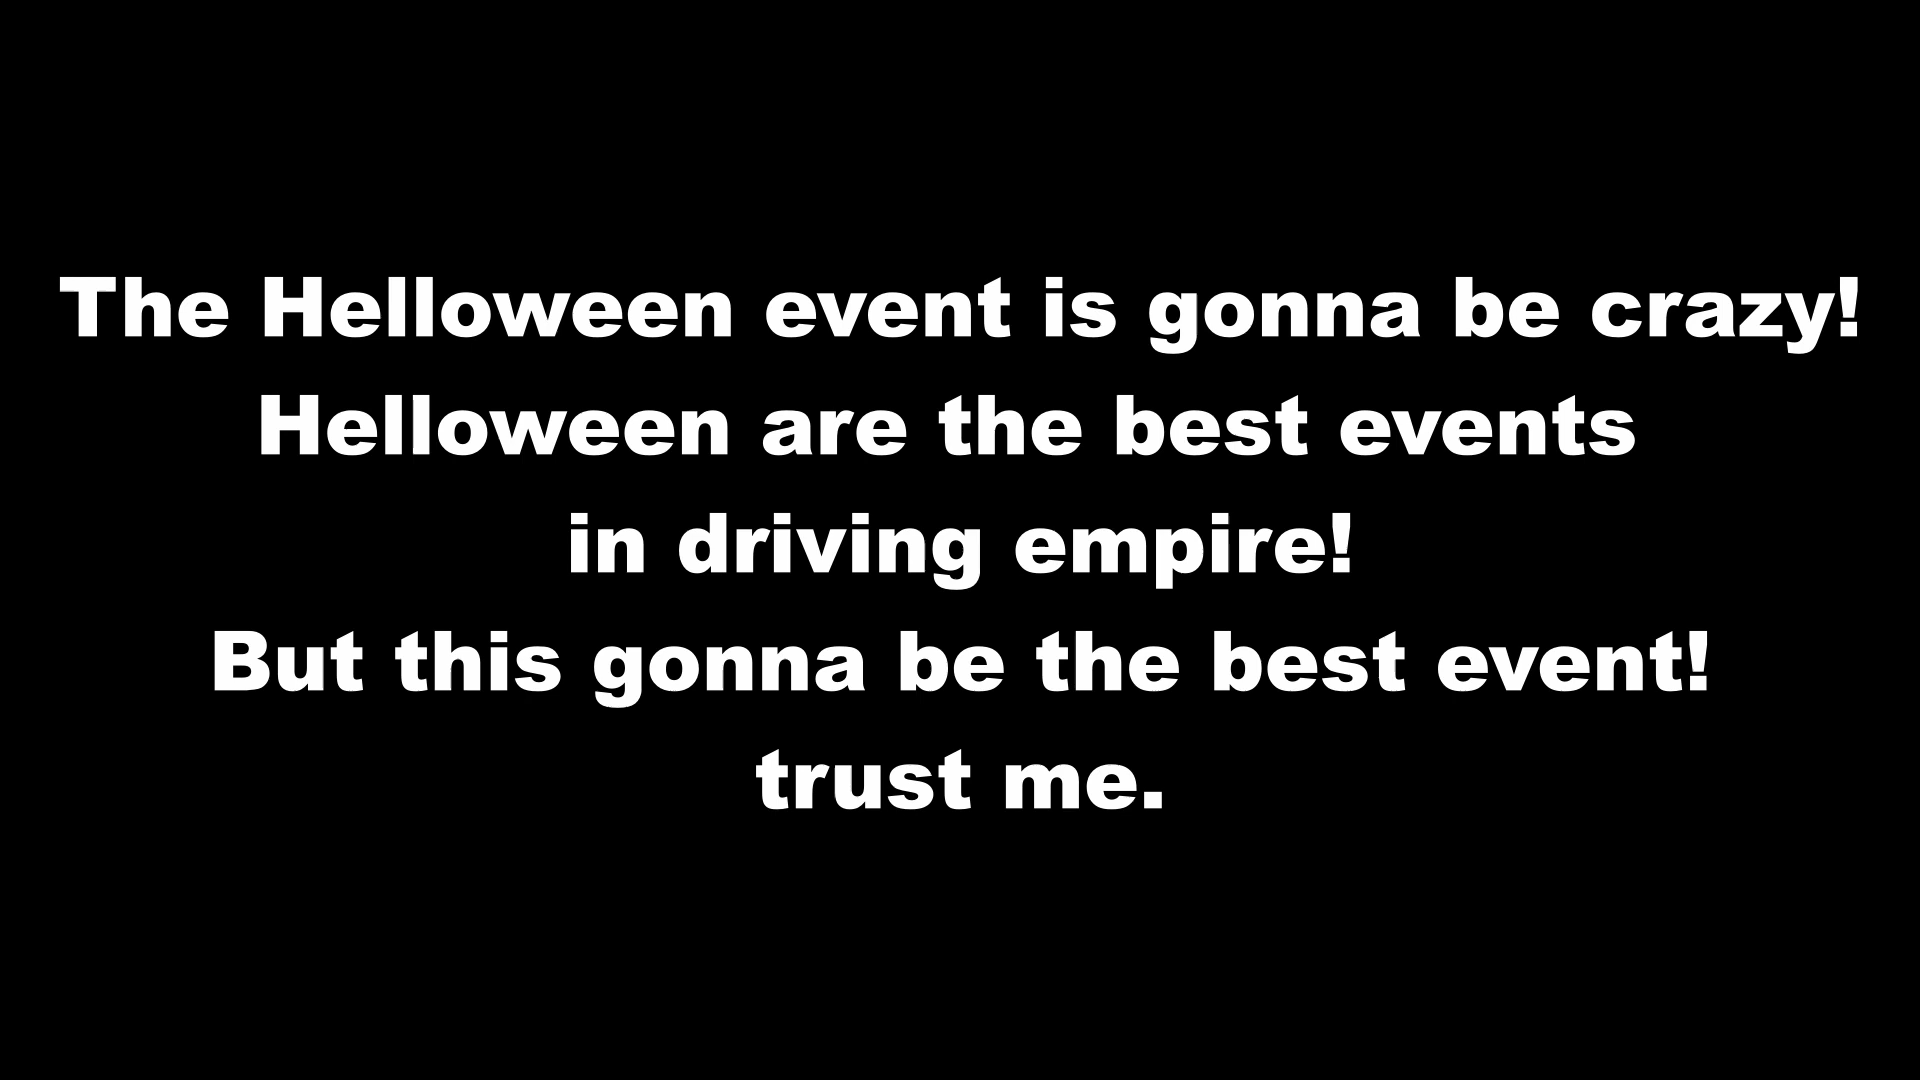 The Helloween event is gonna be crazy!
Helloween are the best events
in driving empire!
But this gonna be the best event!
trust me.